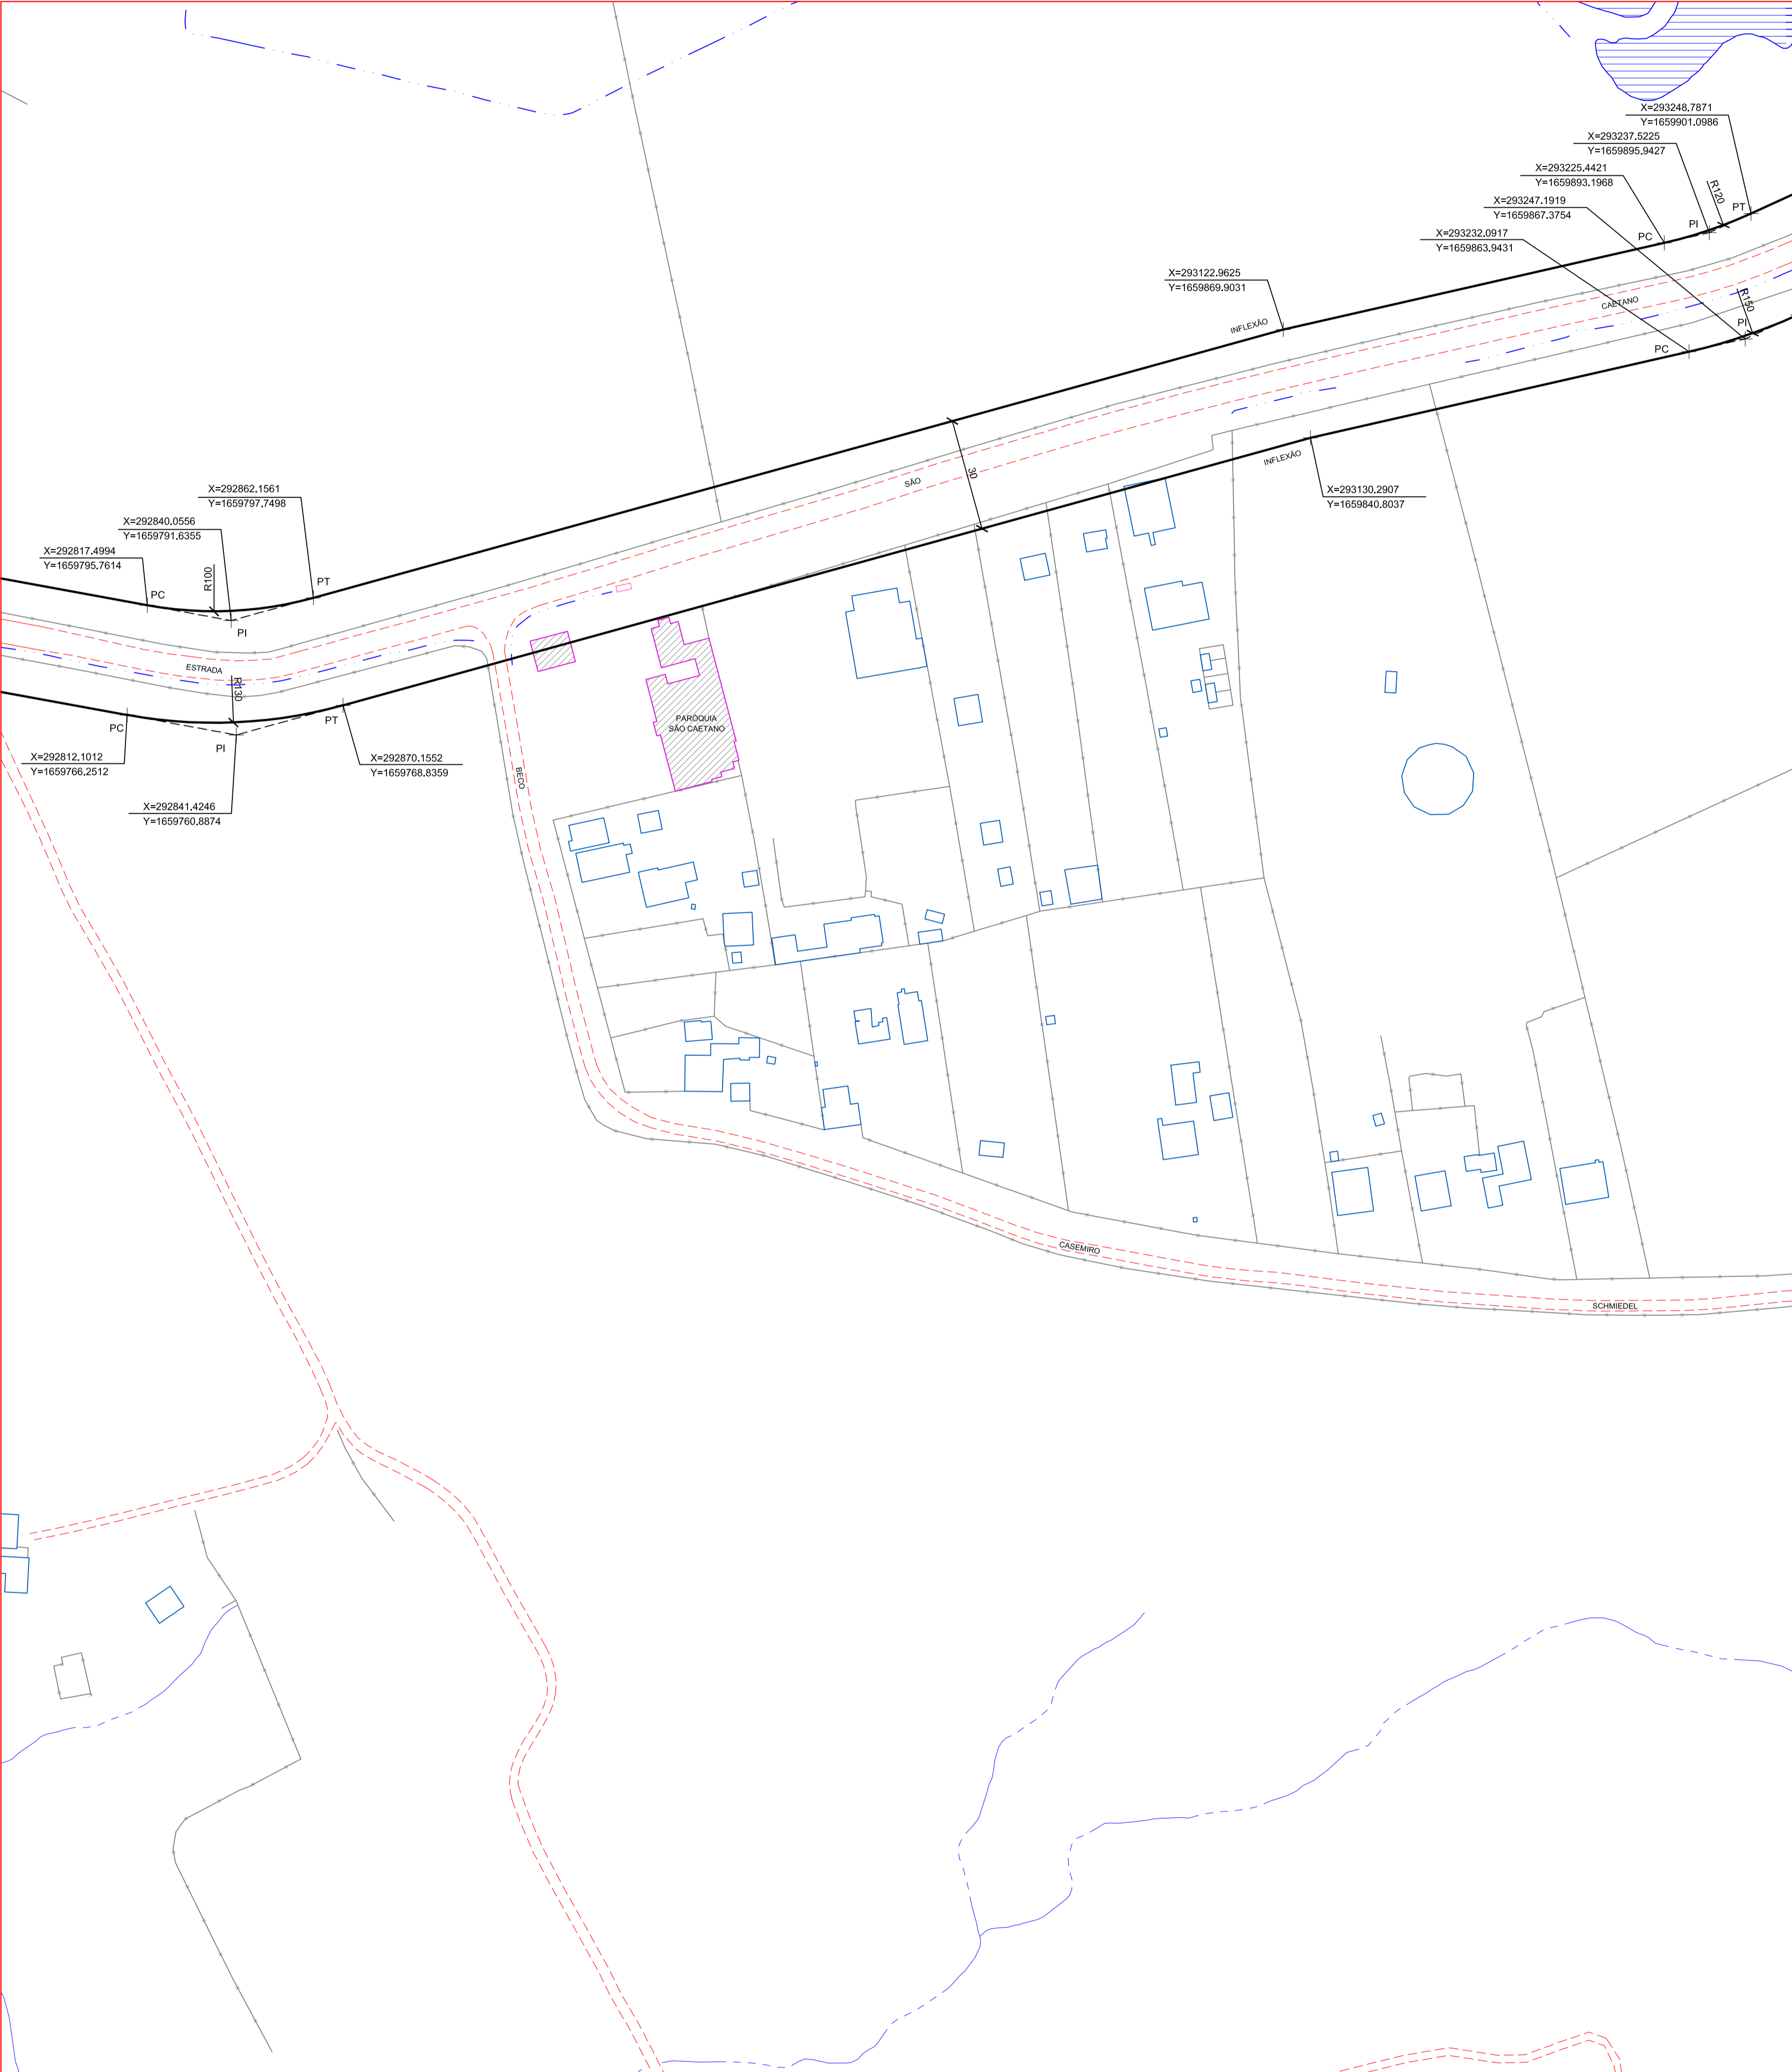 X=293248.7871
Y=1659901.0986
X=293237.5225
Y=1659895.9427
X=293225.4421
Y=1659893.1968
X=293247.1919
Y=1659867.3754
X=293232.0917
Y=1659863.9431
R120
PT
PI
PC
X=293122.9625
Y=1659869.9031
INFLEXÃO
CAETANO
R150
PI
PC
SÃO
30
INFLEXÃO
X=293130.2907
Y=1659840.8037
X=292862.1561
Y=1659797.7498
X=292840.0556
Y=1659791.6355
X=292817.4994
Y=1659795.7614
R100
PT
PC
PI
ESTRADA
R130
PC
PT
PI
X=292812.1012
Y=1659766.2512
X=292870.1552
Y=1659768.8359
X=292841.4246
Y=1659760.8874
PARÓQUIA
SÃO CAETANO
BECO
CASEMIRO
SCHMIEDEL